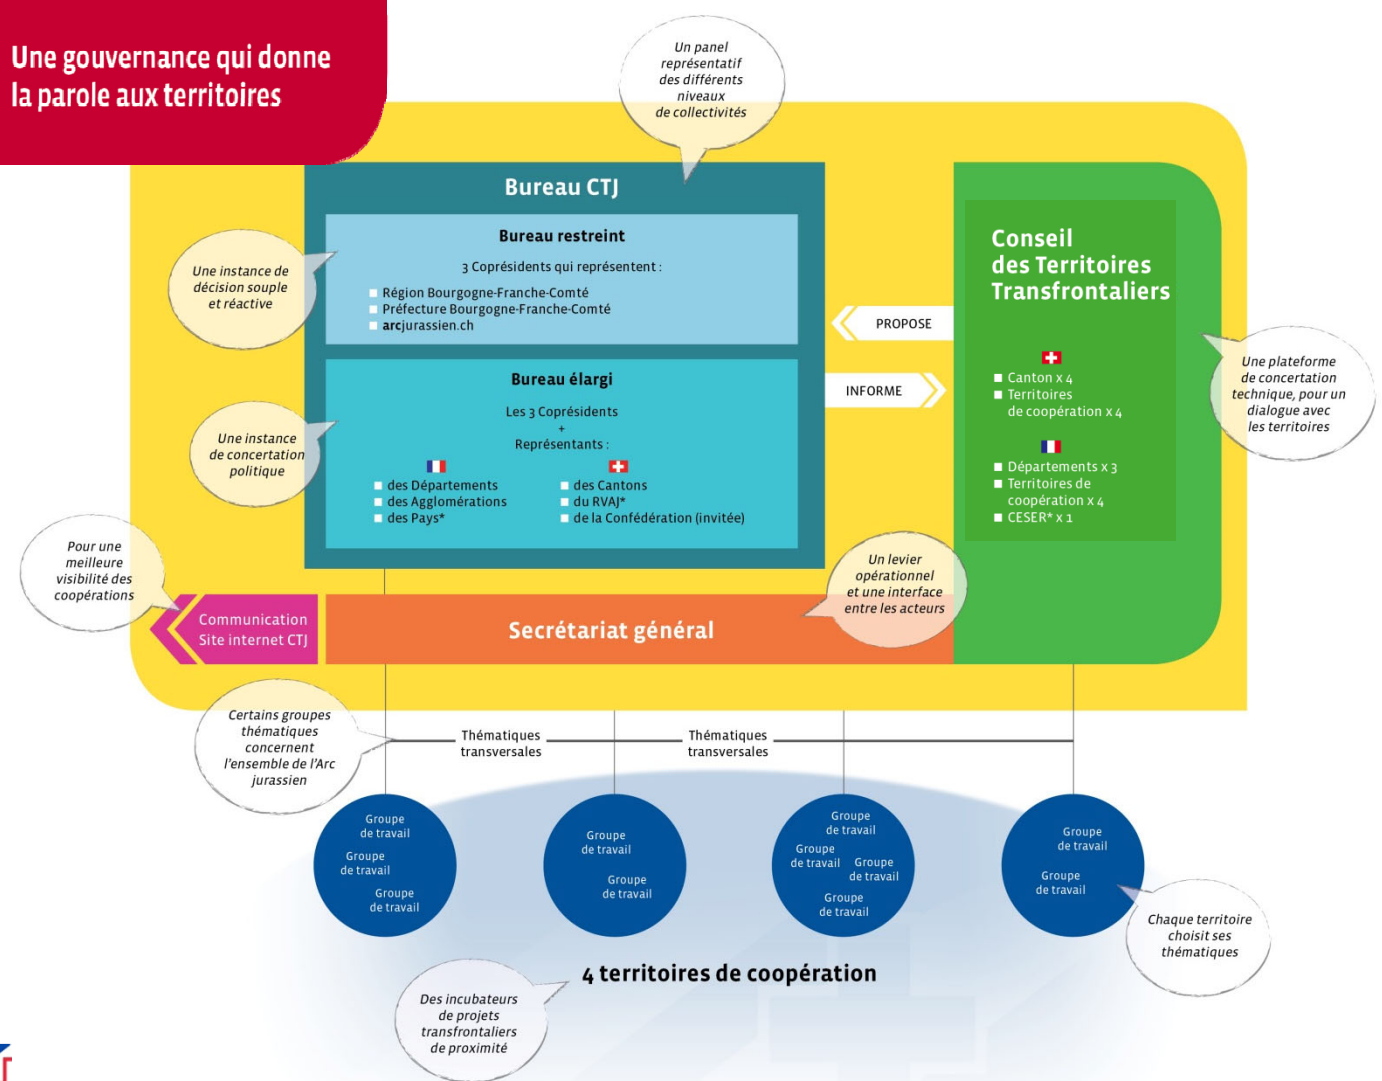 Une gouvernance qui donne
la parole aux territoires
Un panel
représentatif
des différents
niveaux
de collectivités
Bureau CTJ
Bureau restreint
3 Coprésidents qui représentent :
Région Bourgogne-Franche-Comté
Préfecture Bourgogne-Franche-Comté
arcjurassien.ch
Une instance de
décision souple
et réactive
Bureau élargi
Les 3 Coprésidents
+
Représentants :
des Départements
des Agglomérations
des Pays*
des Cantons
du RVAJ*
de la Confédération (invitée)
Une instance
de concertation
politique
PROPOSE
INFORME
Conseil
des Territoires
Transfrontaliers
Canton x 4
Territoires
de coopération x 4
Départements x 3
Territoires de
coopération x 4
CESER* x 1
Une plateforme
de concertation
technique, pour un
dialogue avec
les territoires
Pour une
meilleure
visibilité des
coopérations
Communication
Site internet CTJ
Secrétariat général
Un levier
opérationnel
et une interface
entre les acteurs
Certains groupes
thématiques
concernent
l'ensemble de l'Arc
jurassien
Thématiques
transversales
Thématiques
transversales
Groupe
de travail
Groupe
de travail
Groupe
de travail
Groupe
de travail
Groupe
de travail
Groupe
de travail
Groupe
de travail
Groupe
de travail
Groupe
de travail
Groupe
de travail
Groupe
de travail
Chaque territoire
choisit ses
thématiques
4 territoires de coopération
Des incubateurs
de projets
transfrontaliers
de proximité